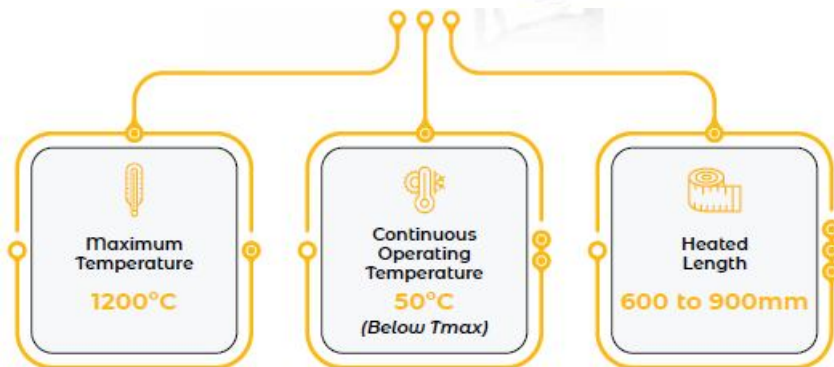 Maximum
Temperature
1200°C
Continuous
Operating
Temperature
50°C
(Below Tmax)
Heated
Length
600 to 900mm